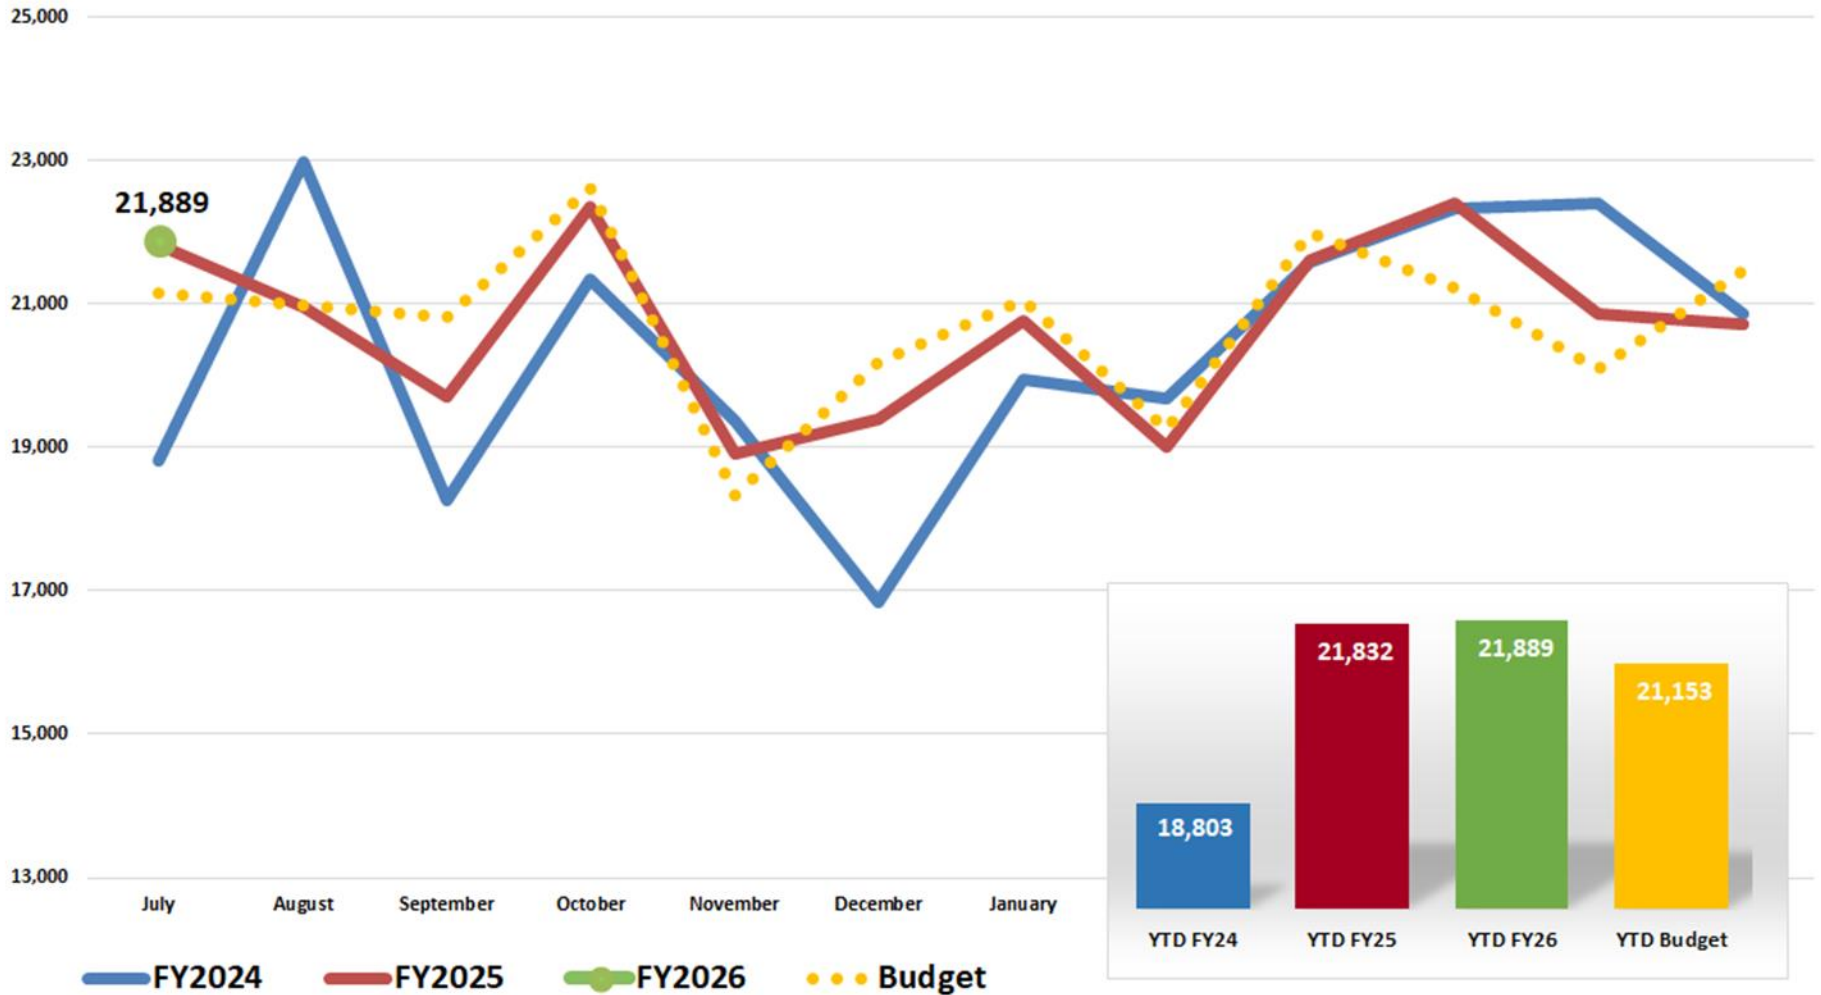 25,000
23,000
21,889
21,000
19,000
17,000
15,000
13,000
July August September October November December January
FY2024 FY2025 FY2026 Budget
18,803 21,832 21,889 21,153
YTD FY24 YTD FY25 YTD FY26 YTD Budget